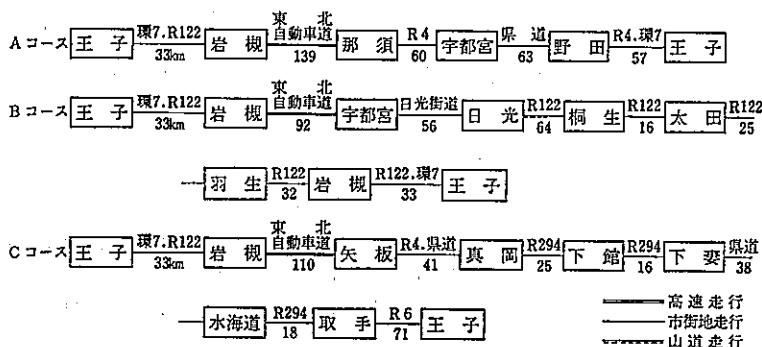 Aコース 王子 環7.R122 33km 岩槻 東北自動車道 139 那須 R4 60 宇都宮 県道 63 野田 R4.環7 57 王子
Bコース 王子 環7.R122 33km 岩槻 東北自動車道 92 宇都宮 日光街道 56 日光 R122 64 桐生 R122 16 太田 R122 25
羽生 R122 32 岩槻 R122.環7 33 王子
Cコース 王子 環7.R122 33km 岩槻 東北自動車道 110 矢板 R4.県道 41 真岡 R294 25 下館 R294 16 下妻 県道 38
水海道 R294 18 取手 R6 71 王子
高速走行
市街地走行
山道走行